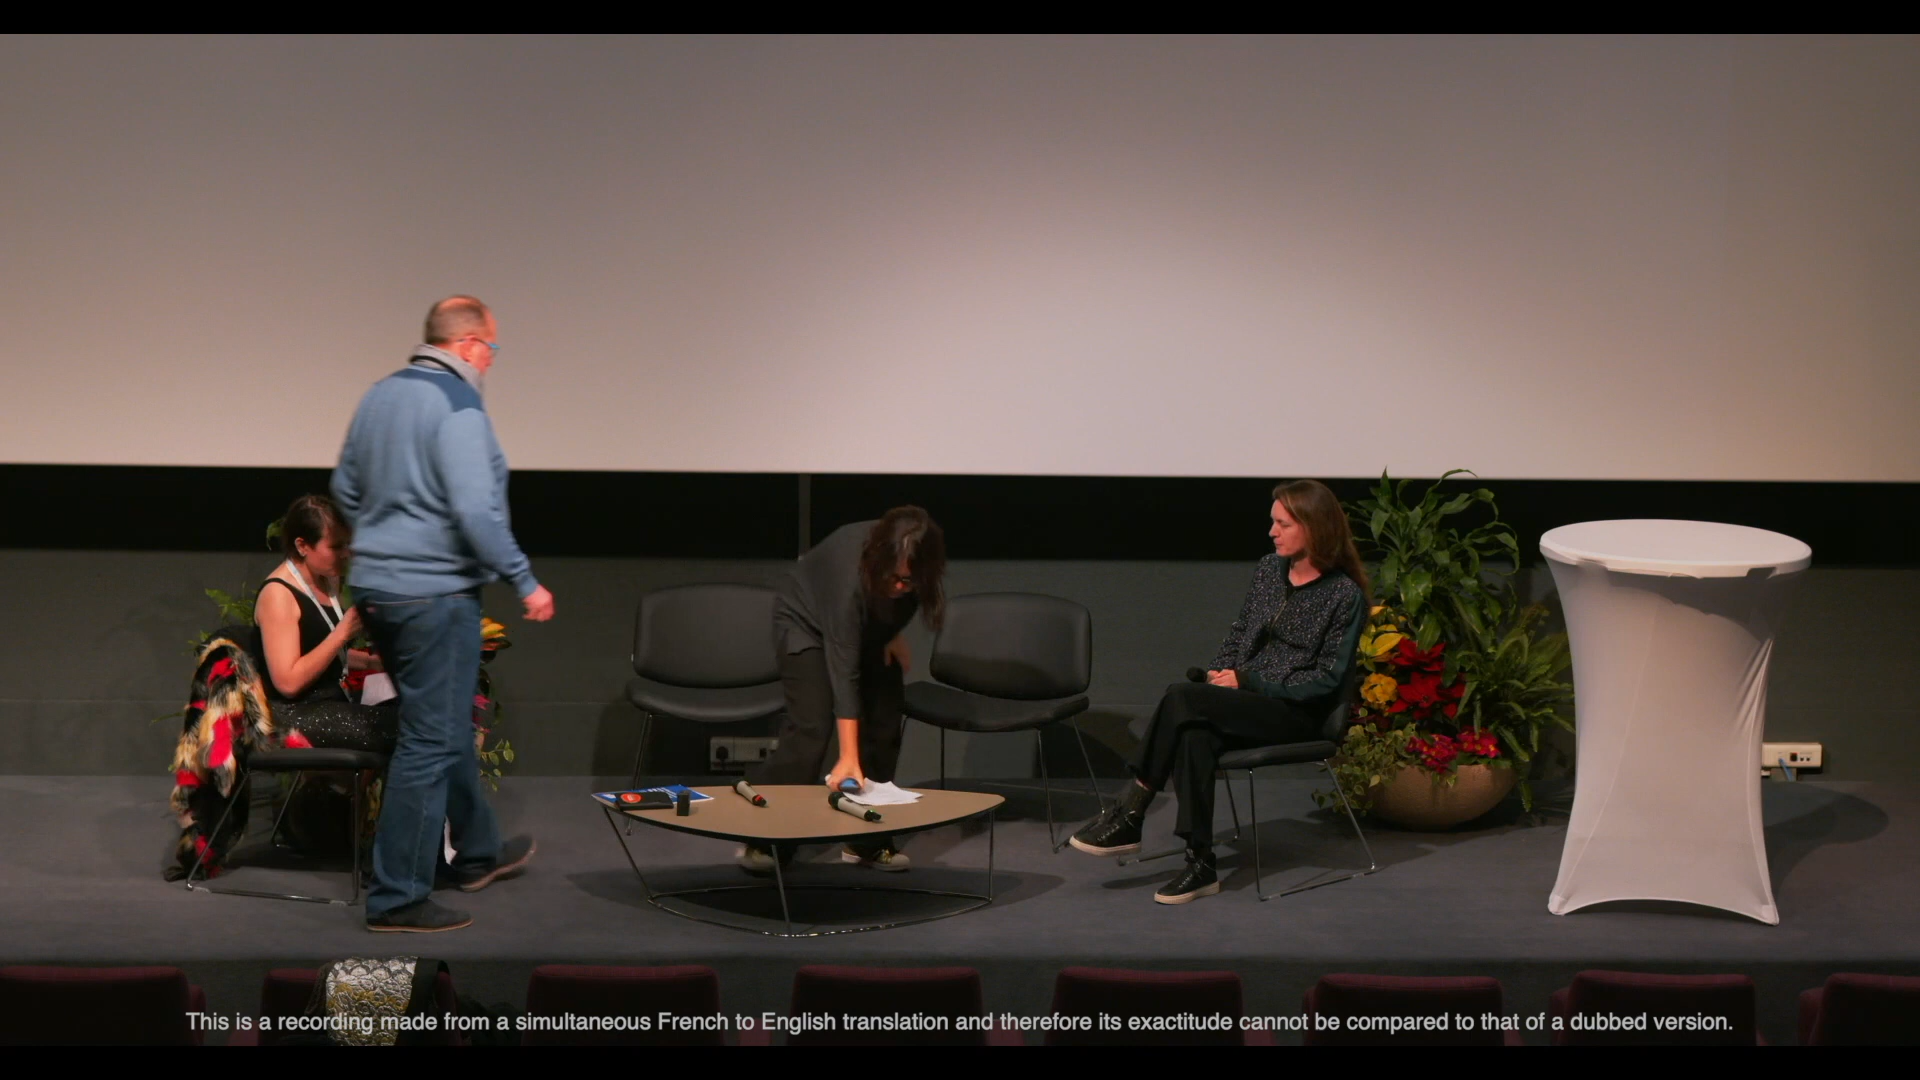 This is a recording made from a simultaneous French to English translation and therefore its exactitude cannot be compared to that of a dubbed version.